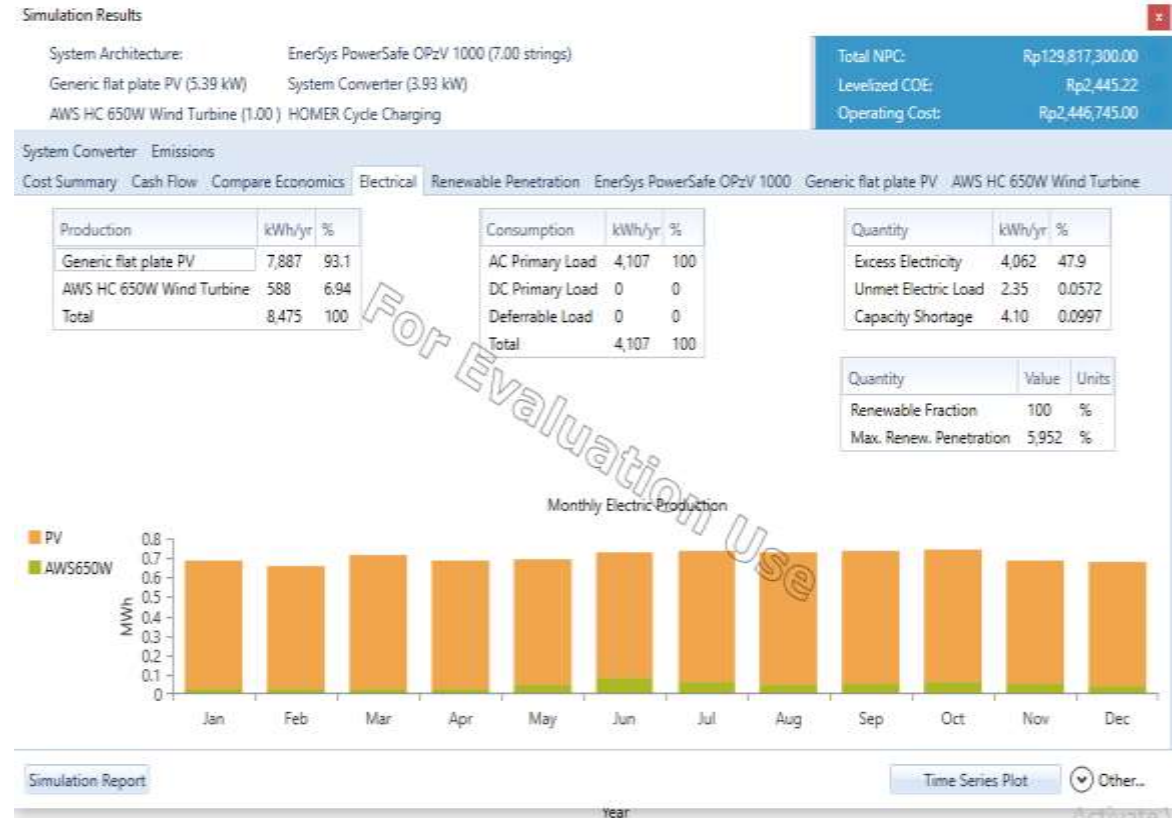 Simulation Results
x
System Architecture: EnerSys PowerSafe OPzV 1000 (7.00 strings)
Generic flat plate PV (5.39 kW) System Converter (3.93 kW)
AWS HC 650W Wind Turbine (1.00 ) HOMER Cycle Charging
Total NPC: Rp129,817,300.00
Levelized COE: Rp2,445.22
Operating Cost: Rp2,446,745.00
System Converter Emissions
Cost Summary Cash Flow Compare Economics Electrical Renewable Penetration EnerSys PowerSafe OPzV 1000 Generic flat plate PV AWS HC 650W Wind Turbine
Production kWh/yr %
Generic flat plate PV 7,887 93.1
AWS HC 650W Wind Turbine 588 6.94
Total 8,475 100
Consumption kWh/yr %
AC Primary Load 4,107 100
DC Primary Load 0 0
Deferrable Load 0 0
Total 4,107 100
Quantity kWh/yr %
Excess Electricity 4,062 47.9
Unmet Electric Load 2.35 0.0572
Capacity Shortage 4.10 0.0997
Quantity Value Units
Renewable Fraction 100 %
Max. Renew. Penetration 5,952 %
For Evaluation Use
Monthly Electric Production
PV
AWS650W
MWh
0.8
0.7
0.6
0.5
0.4
0.3
0.2
0.1
0
Jan Feb Mar Apr May Jun Jul Aug Sep Oct Nov Dec
Simulation Report Time Series Plot Other...
Year